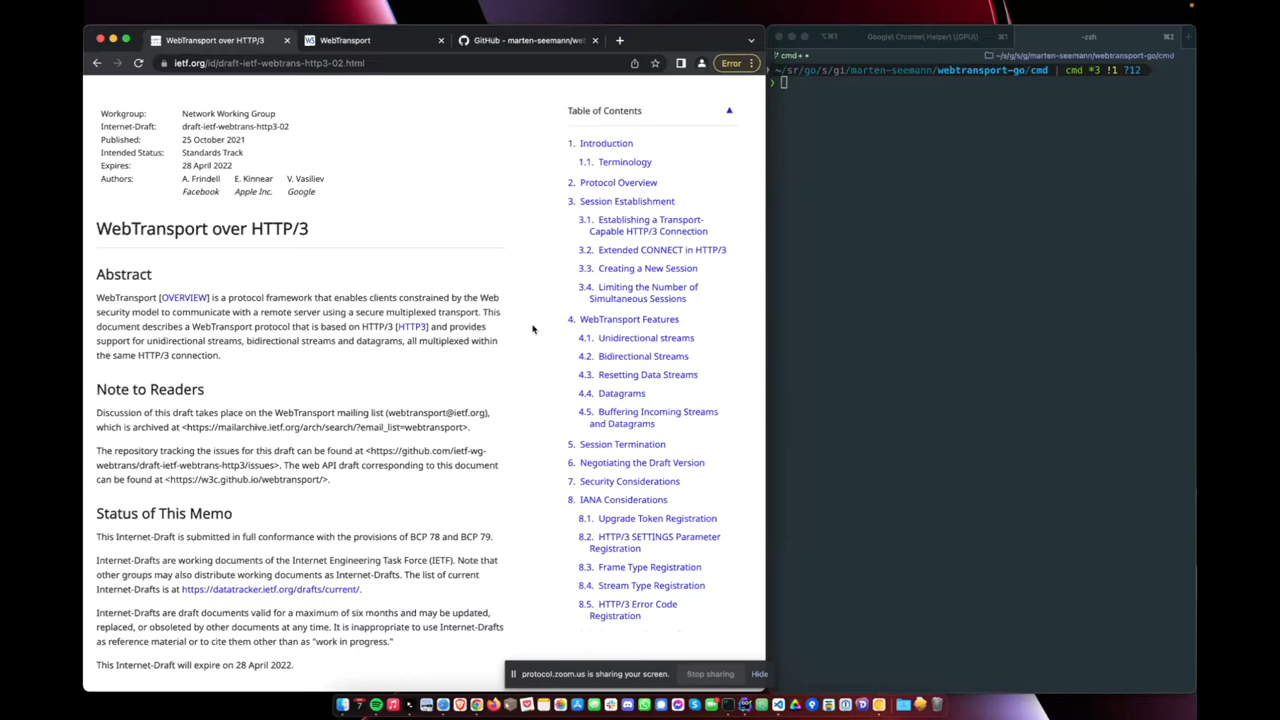 WebTransport over HTTP/3
WebTransport
GitHub - marten-seemann/we
ietf.org/id/draft-ietf-webtrans-http3-02.html
Error
Workgroup: Network Working Group
Internet-Draft: draft-ietf-webtrans-http3-02
Published: 25 October 2021
Intended Status: Standards Track
Expires: 28 April 2022
Authors: A. Frindell E. Kinnear V. Vasiliev
Facebook Apple Inc. Google
WebTransport over HTTP/3
Abstract
WebTransport [OVERVIEW] is a protocol framework that enables clients constrained by the Web
security model to communicate with a remote server using a secure multiplexed transport. This
document describes a WebTransport protocol that is based on HTTP/3 [HTTP3] and provides
support for unidirectional streams, bidirectional streams and datagrams, all multiplexed within
the same HTTP/3 connection.
Note to Readers
Discussion of this draft takes place on the WebTransport mailing list (webtransport@ietf.org),
which is archived at <https://mailarchive.ietf.org/arch/search/?email_list=webtransport>.
The repository tracking the issues for this draft can be found at <https://github.com/ietf-wg-
webtrans/draft-ietf-webtrans-http3/issues>. The web API draft corresponding to this document
can be found at <https://w3c.github.io/webtransport/>.
Status of This Memo
This Internet-Draft is submitted in full conformance with the provisions of BCP 78 and BCP 79.
Internet-Drafts are working documents of the Internet Engineering Task Force (IETF). Note that
other groups may also distribute working documents as Internet-Drafts. The list of current
Internet-Drafts is at https://datatracker.ietf.org/drafts/current/.
Internet-Drafts are draft documents valid for a maximum of six months and may be updated,
replaced, or obsoleted by other documents at any time. It is inappropriate to use Internet-Drafts
as reference material or to cite them other than as "work in progress."
This Internet-Draft will expire on 28 April 2022.
Table of Contents
1. Introduction
1.1. Terminology
2. Protocol Overview
3. Session Establishment
3.1. Establishing a Transport-
Capable HTTP/3 Connection
3.2. Extended CONNECT in HTTP/3
3.3. Creating a New Session
3.4. Limiting the Number of
Simultaneous Sessions
4. WebTransport Features
4.1. Unidirectional streams
4.2. Bidirectional Streams
4.3. Resetting Data Streams
4.4. Datagrams
4.5. Buffering Incoming Streams
and Datagrams
5. Session Termination
6. Negotiating the Draft Version
7. Security Considerations
8. IANA Considerations
8.1. Upgrade Token Registration
8.2. HTTP/3 SETTINGS Parameter
Registration
8.3. Frame Type Registration
8.4. Stream Type Registration
8.5. HTTP/3 Error Code
Registration
protocol.zoom.us is sharing your screen.
Stop sharing
Hide
⌥⌘3 Google\ Chrome\ Helper\ \(GPU\) ⌘1
-zsh ⌘2
cmd
~/s/g/s/g/marten-seemann/webtransport-go/cmd
~/sr/go/s/gi/marten-seemann/webtransport-go/cmd | cmd *3 !1 ?12